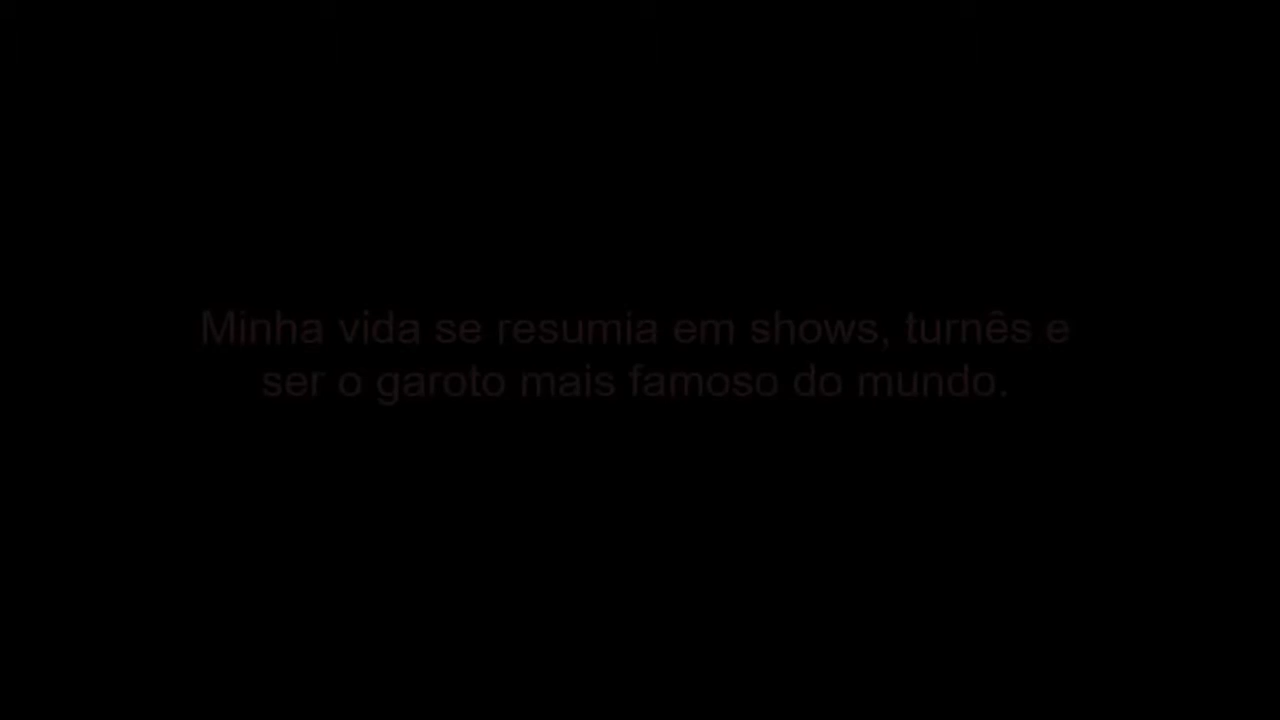 Minha vida se resumia em shows, turnês e
ser o garoto mais famoso do mundo.